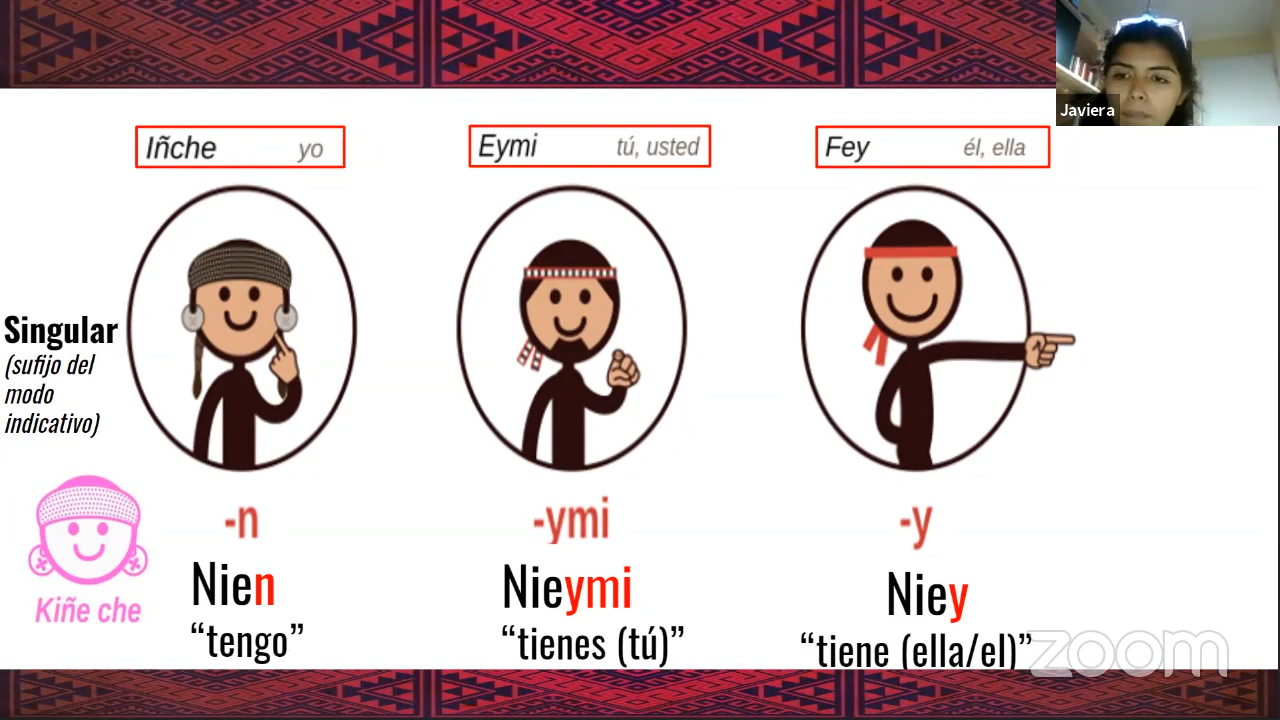 Javiera
Iñche yo
Eymi tú, usted
Fey él, ella
Singular
(sufijo del
modo
indicativo)
-n
-ymi
-y
Kiñe che
Nien
Nieymi
Niey
“tengo”
“tienes (tú)”
“tiene (ella/el)”
zoom